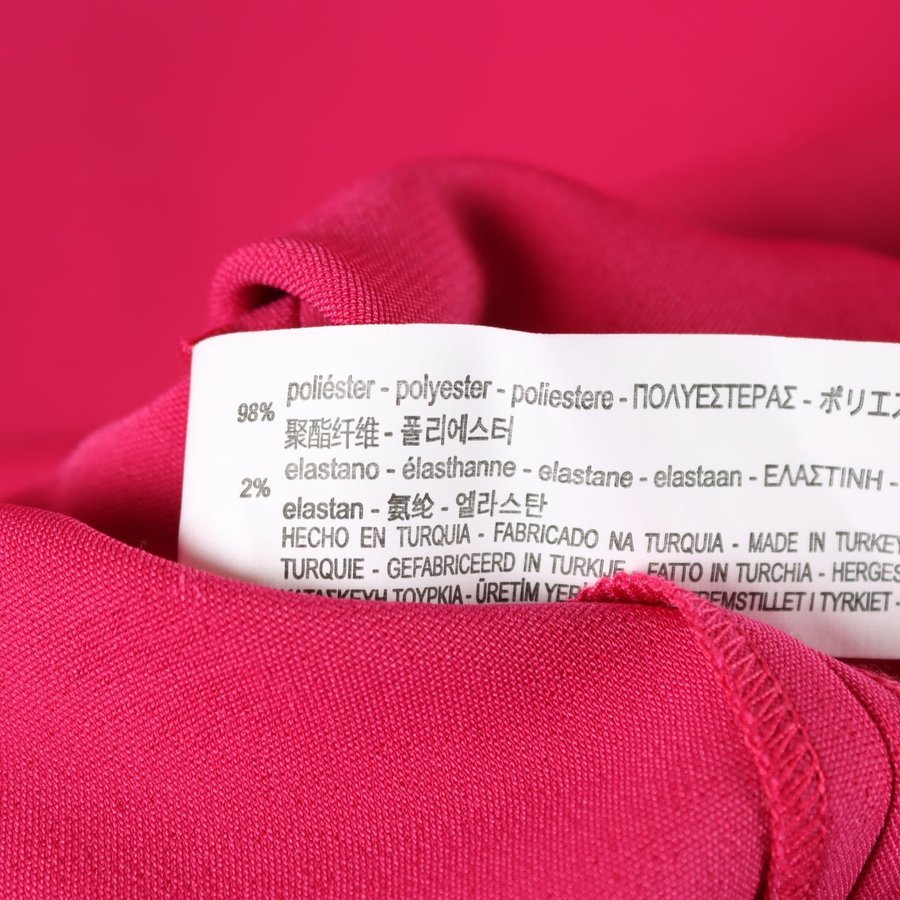 98% poliéster - polyester - poliestere - ΠΟΛΥΕΣΤΕΡΑΣ - ポリエス
聚酯纤维 - 폴리에스터
2% elastano - élasthanne - elastane - elastaan - ΕΛΑΣΤΙΝΗ -
elastan - 氨纶 - 엘라스탄
HECHO EN TURQUIA - FABRICADO NA TURQUIA - MADE IN TURKEY
TURQUIE - GEFABRICEERD IN TURKIJE - FATTO IN TURCHIA - HERGES
ΤΟΥΡΚΙΑ - ÜRETİM YERİ REMSTILLET I TYRKIET -